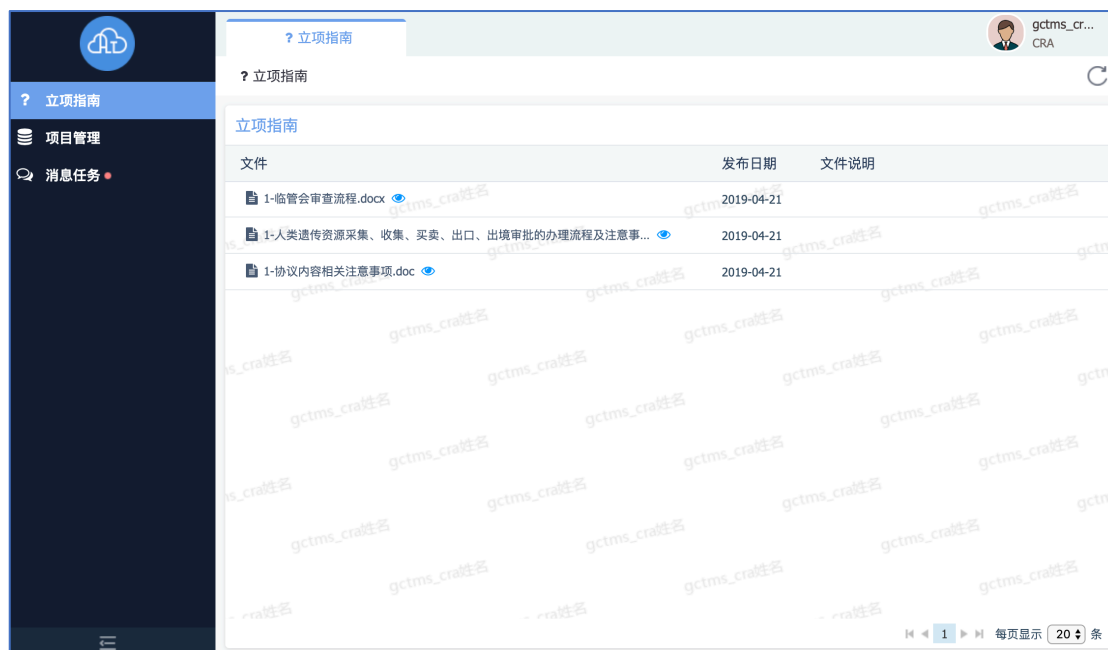 ? 立项指南
gctms_cr...
CRA
? 立项指南
? 立项指南
项目管理
消息任务
立项指南
文件 发布日期 文件说明
1-临管会审查流程.docx 2019-04-21
1-人类遗传资源采集、收集、买卖、出口、出境审批的办理流程及注意事... 2019-04-21
1-协议内容相关注意事项.doc 2019-04-21
gctms_cra姓名
1 每页显示 20 条